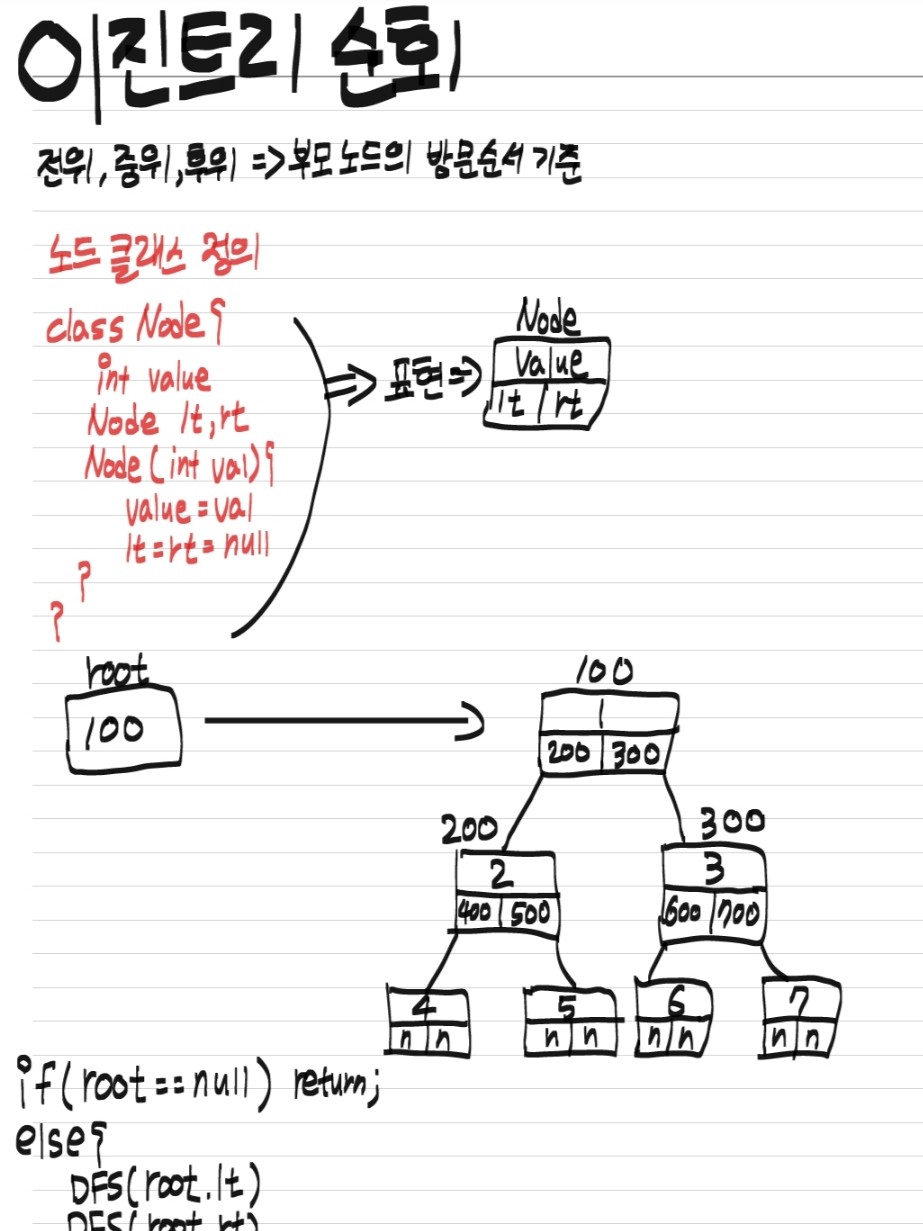 이진트리 순회
전위, 중위, 후위 => 부모노드의 방문순서 기준
노드 클래스 정의
class Node{
int value
Node lt, rt
Node(int val){
value = val
lt = rt = null
}
}
=> 표현 =>
Node
value
lt rt
root
100
100
|
200 300
200
2
400 500
300
3
600 700
4
n n
5
n n
6
n n
7
n n
if(root == null) return;
else{
DFS(root.lt)
DFS(root.rt)